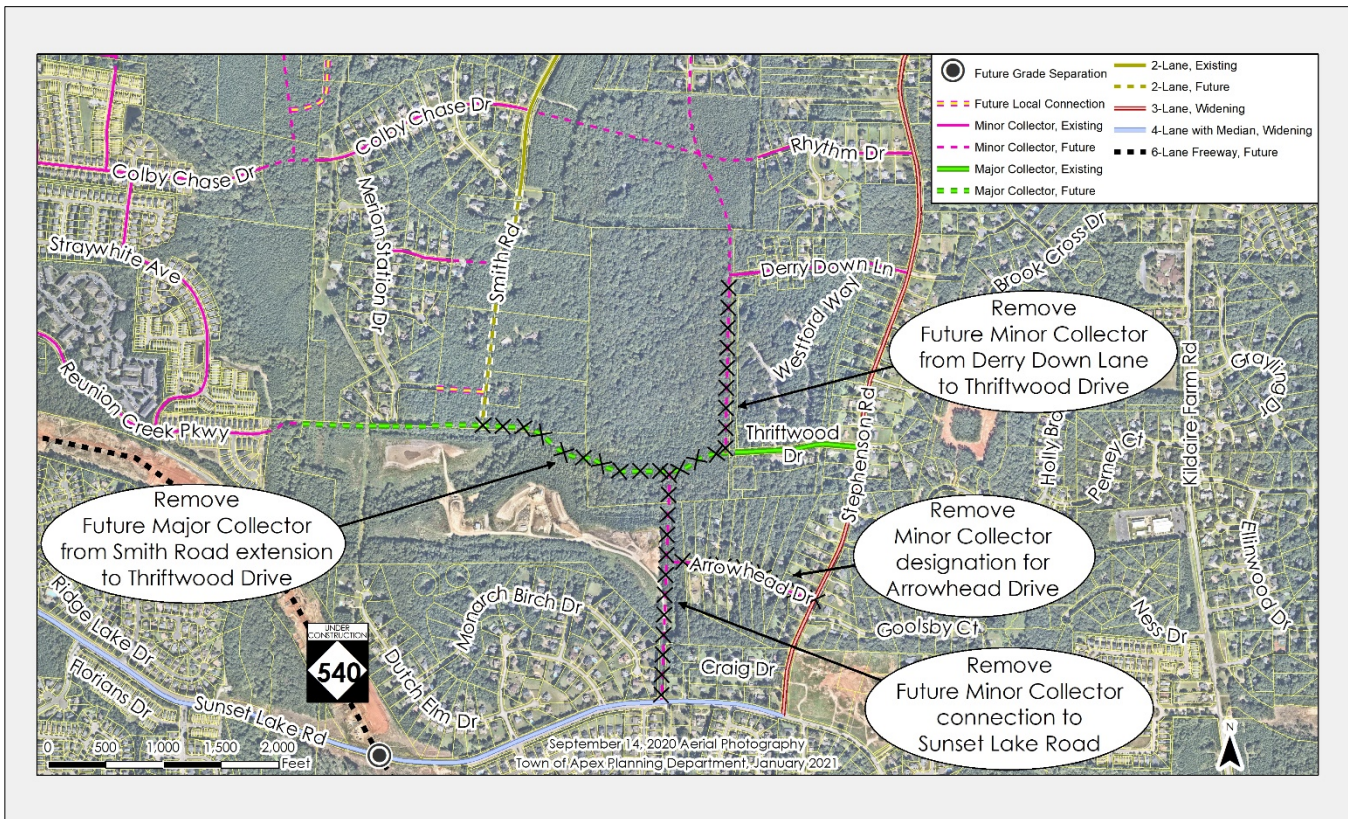 Future Grade Separation
Future Local Connection
Minor Collector, Existing
Minor Collector, Future
Major Collector, Existing
Major Collector, Future
2-Lane, Existing
2-Lane, Future
3-Lane, Widening
4-Lane with Median, Widening
6-Lane Freeway, Future
Colby Chase Dr
Colby Chase Dr
Rhythm Dr
Merion Station Dr
Smith Rd
Straywhite Ave
Derry Down Ln
Brook Cross Dr
Westford Way
Remove
Future Minor Collector
from Derry Down Lane
to Thriftwood Drive
Grayling Dr
Kildaire Farm Rd
Reunion Creek Pkwy
Thriftwood
Dr
Stephenson Rd
Holly Br
Perney Ct
Ellinwood Dr
Remove
Future Major Collector
from Smith Road extension
to Thriftwood Drive
Remove
Minor Collector
designation for
Arrowhead Drive
Arrowhead Dr
Monarch Birch Dr
Goolsby Ct
Ness Dr
Ridge Lake Dr
Florians Dr
UNDER
CONSTRUCTION
540
Dutch Elm Dr
Craig Dr
Sunset Lake Rd
Remove
Future Minor Collector
connection to
Sunset Lake Road
0 500 1,000 1,500 2,000
Feet
September 14, 2020 Aerial Photography
Town of Apex Planning Department, January 2021
N